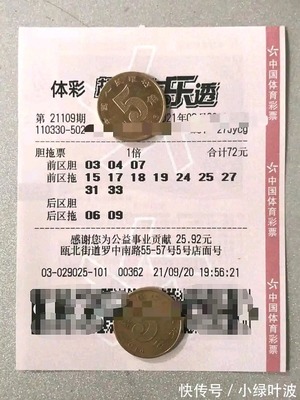 体彩 乐透
第 21109期
110330-502 27Jycg
胆拖票 1倍 合计72元
前区胆 03 04 07
前区拖 15 17 18 19 24 25 27
31 33
后区胆
后区拖 06 09
感谢您为公益事业贡献 25.92元
瓯北街道罗中南路55-57号5号店面号
03-029025-101 00362 21/09/20 19:56:21
中国体育彩票
中国体育彩票
中国体育彩票
5
快传号 / 小绿叶波